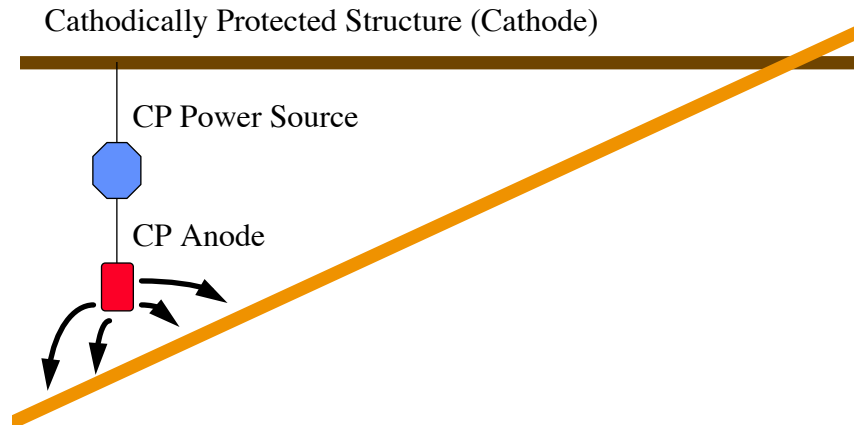 Cathodically Protected Structure (Cathode)
CP Power Source
CP Anode